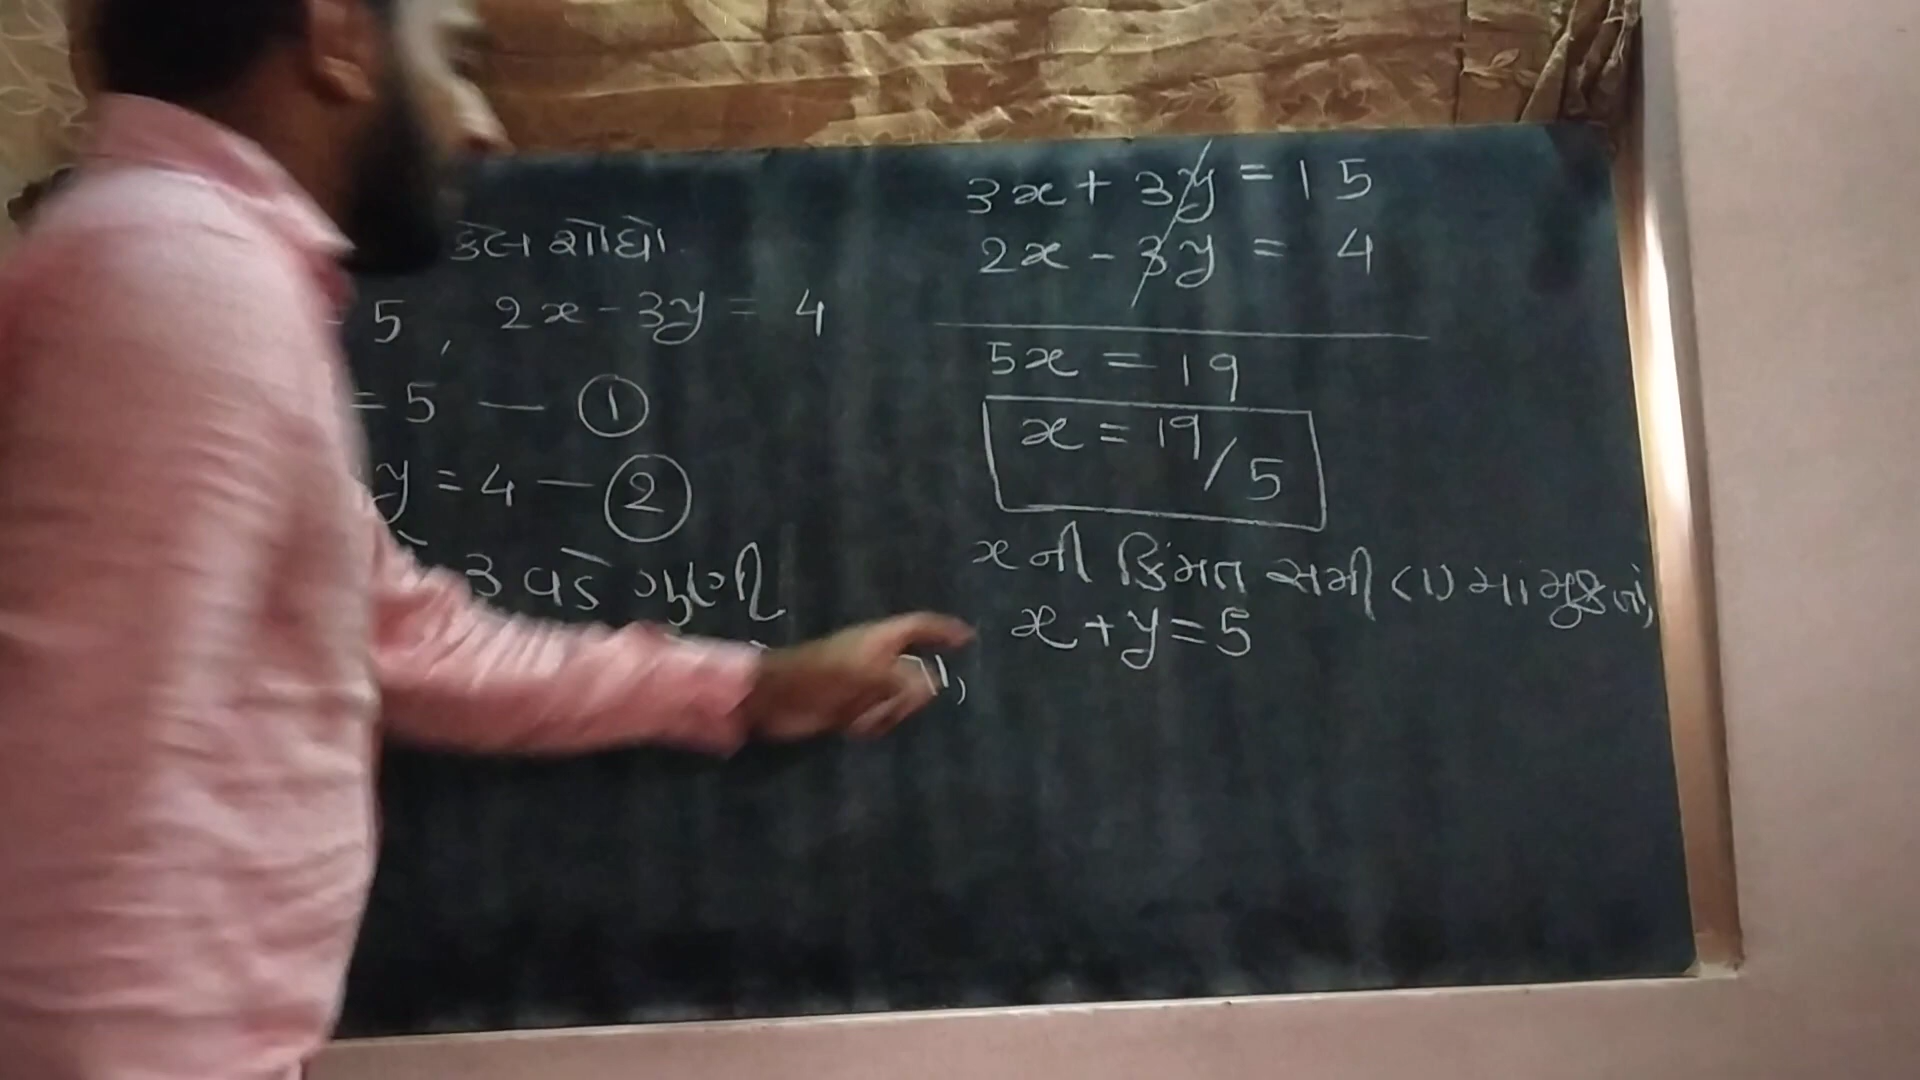 ઉકેલ શોધો.
5, 2x - 3y = 4
= 5 — ①
y = 4 — ②
3 વડે ગુણી
3x + 3y = 15
2x - 3y = 4
5x = 19
x = 19/5
x ની કિંમત સમી (1) મા મુકતાં,
x + y = 5